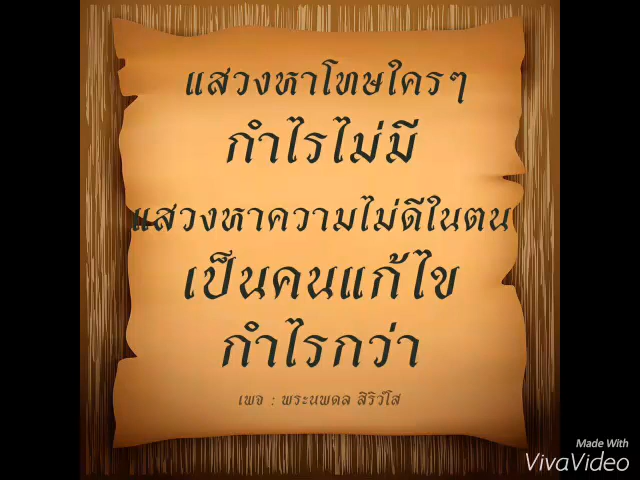 แสวงหาโทษใครๆ
กำไรไม่มี
แสวงหาความไม่ดีในตน
เป็นคนแก้ไข
กำไรกว่า
เพจ : พระนพดล สิริวํโส
Made With
VivaVideo